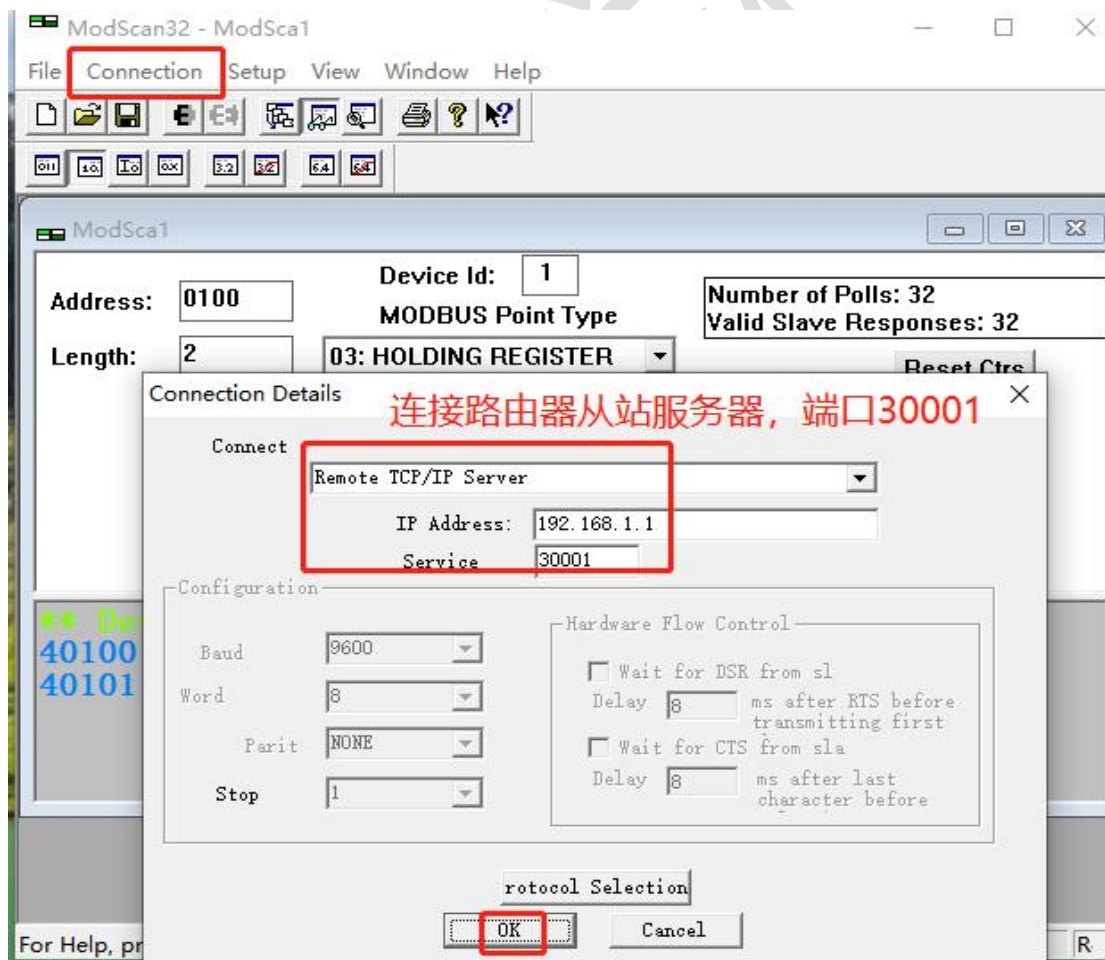 ModScan32 - ModSca1
File Connection Setup View Window Help
ModSca1
Address: 0100
Device Id: 1
MODBUS Point Type
Length: 2
03: HOLDING REGISTER
Number of Polls: 32
Valid Slave Responses: 32
Reset Ctrs
40100
40101
Connection Details
连接路由器从站服务器，端口30001
Connect
Remote TCP/IP Server
IP Address: 192.168.1.1
Service 30001
Configuration
Baud 9600
Word 8
Parit NONE
Stop 1
Hardware Flow Control
Wait for DSR from sl
Delay 8 ms after RTS before
transmitting first
Wait for CTS from sla
Delay 8 ms after last
character before
rotocol Selection
OK Cancel
For Help, pr
R